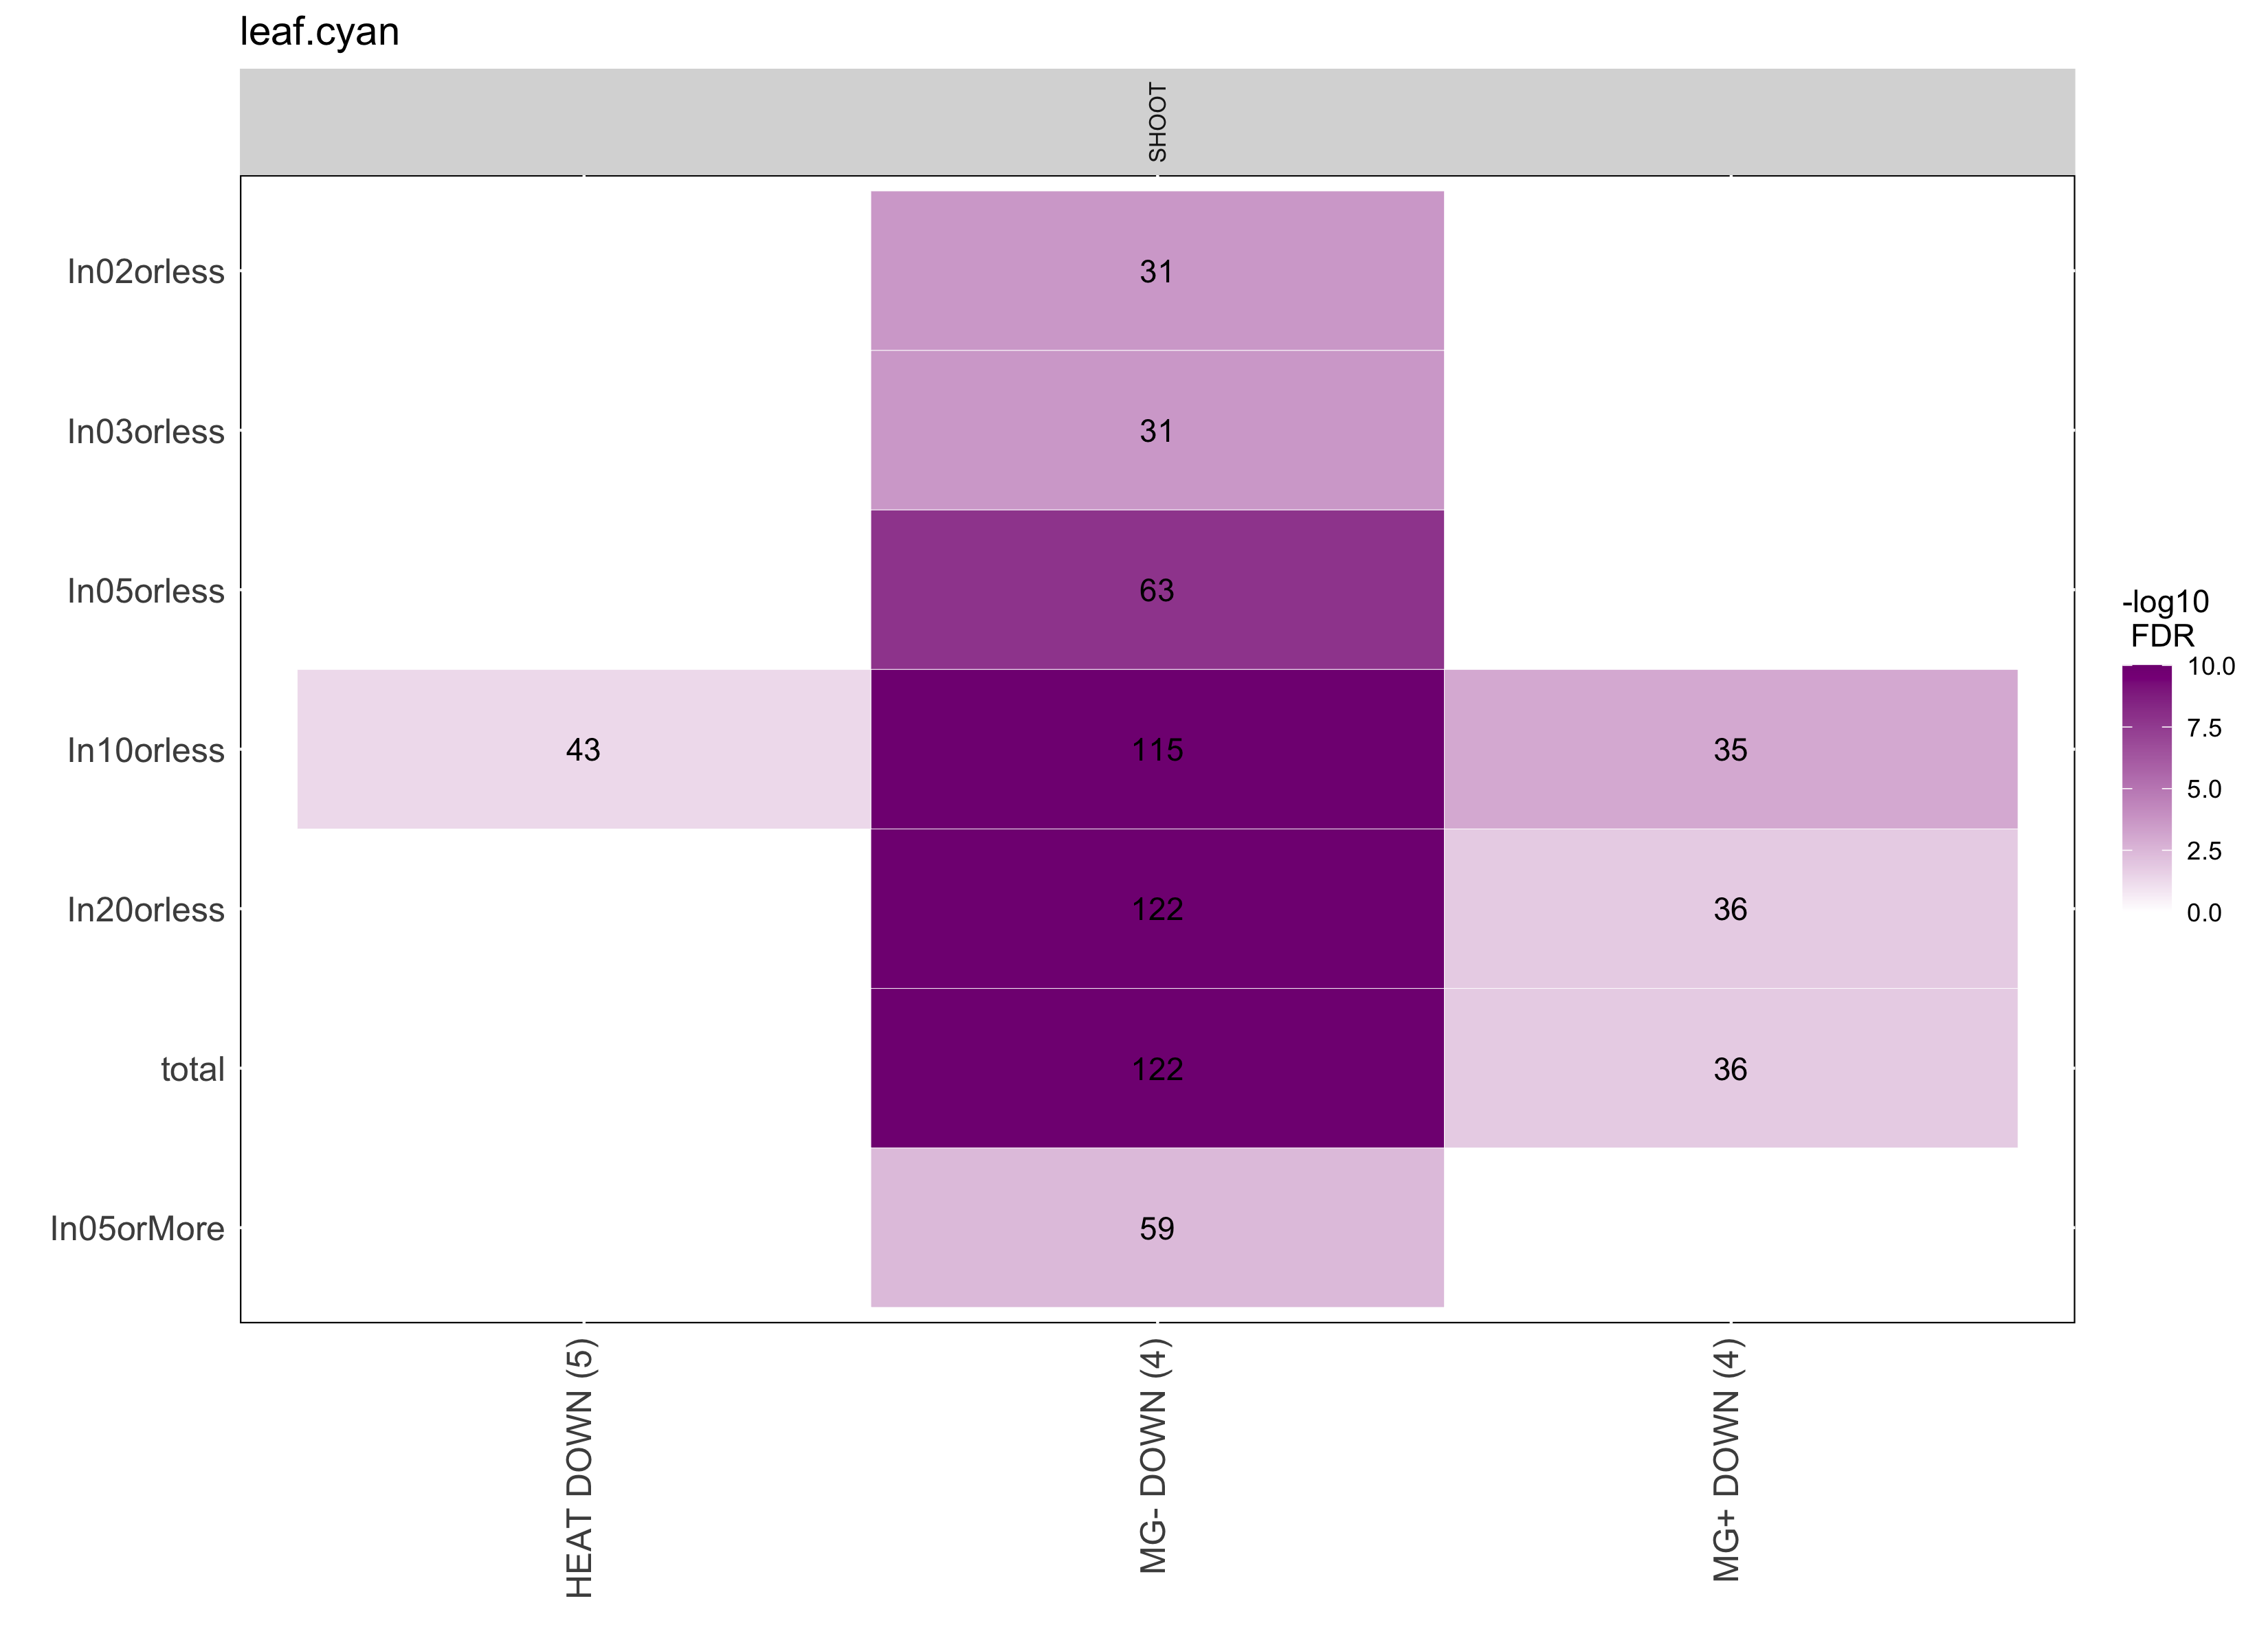 leaf.cyan
SHOOT
In02orless
31
In03orless
31
In05orless
63
In10orless
43
115
35
In20orless
122
36
total
122
36
In05orMore
59
HEAT DOWN (5)
MG- DOWN (4)
MG+ DOWN (4)
-log10
FDR
10.0
7.5
5.0
2.5
0.0